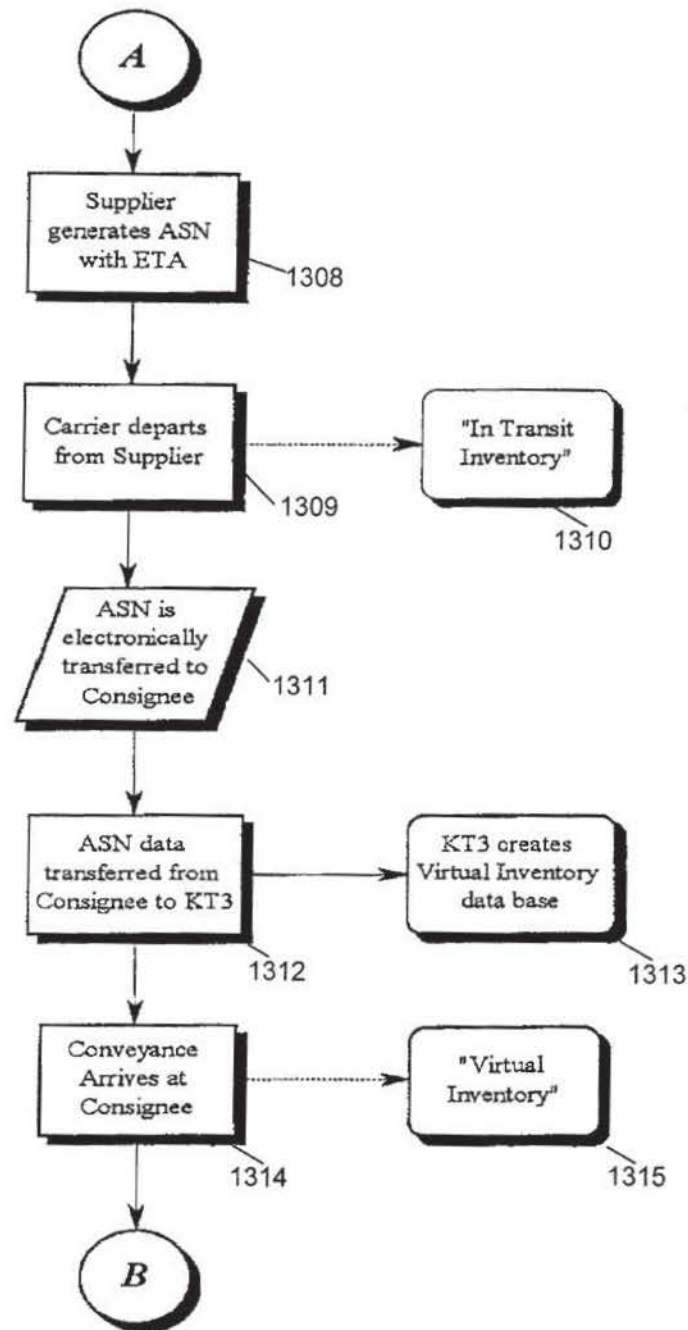 A
Supplier
generates ASN
with ETA
1308
Carrier departs
from Supplier
1309
"In Transit
Inventory"
1310
ASN is
electronically
transferred to
Consignee
1311
ASN data
transferred from
Consignee to KT3
1312
KT3 creates
Virtual Inventory
data base
1313
Conveyance
Arrives at
Consignee
1314
"Virtual
Inventory"
1315
B